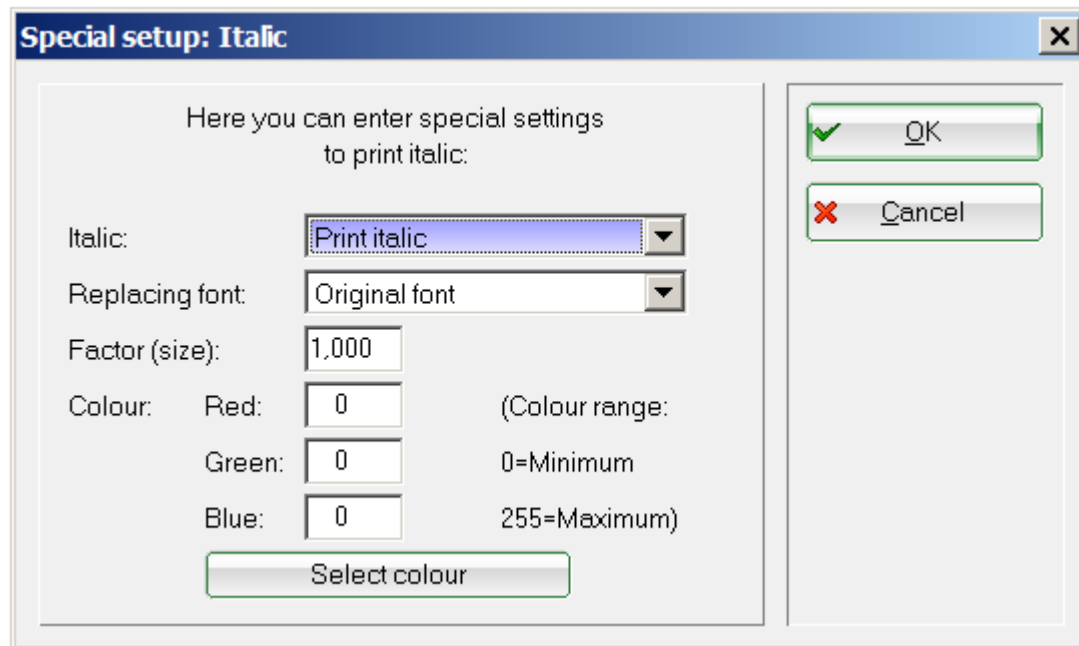 Special setup: Italic
Here you can enter special settings
to print italic:
OK
Cancel
Italic: Print italic
Replacing font: Original font
Factor (size): 1,000
Colour: Red: 0 (Colour range:
Green: 0 0=Minimum
Blue: 0 255=Maximum)
Select colour